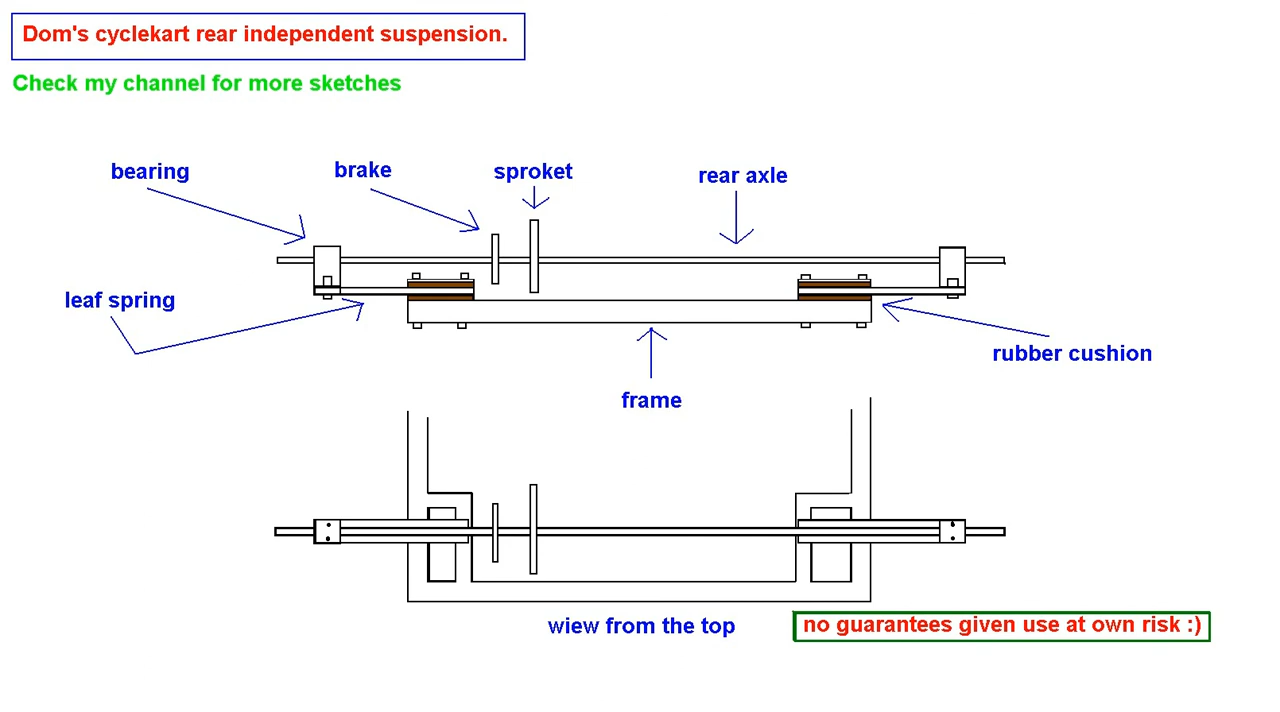 Dom's cyclekart rear independent suspension.
Check my channel for more sketches
bearing
brake
sproket
rear axle
leaf spring
rubber cushion
frame
wiew from the top
no guarantees given use at own risk :)